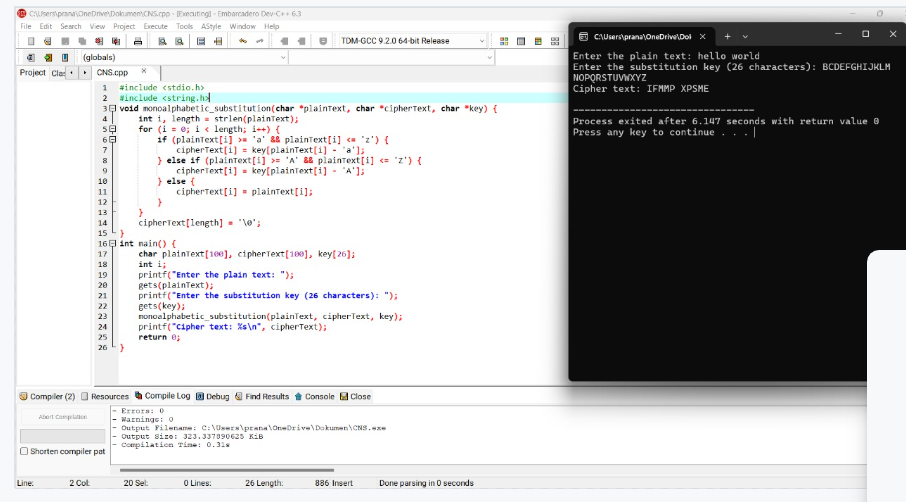 C:\Users\prana\OneDrive\Dokumen\CNS.cpp - [Executing] - Embarcadero Dev-C++ 6.3
File Edit Search View Project Execute Tools AStyle Window Help
TDM-GCC 9.2.0 64-bit Release
(globals)
Project Cla: CNS.cpp
1 #include <stdio.h>
2 #include <string.h>
3 void monoalphabetic_substitution(char *plainText, char *cipherText, char *key) {
4 int i, length = strlen(plainText);
5 for (i = 0; i < length; i++) {
6 if (plainText[i] >= 'a' && plainText[i] <= 'z') {
7 cipherText[i] = key[plainText[i] - 'a'];
8 } else if (plainText[i] >= 'A' && plainText[i] <= 'Z') {
9 cipherText[i] = key[plainText[i] - 'A'];
10 } else {
11 cipherText[i] = plainText[i];
12 }
13 }
14 cipherText[length] = '\0';
15 }
16 int main() {
17 char plainText[100], cipherText[100], key[26];
18 int i;
19 printf("Enter the plain text: ");
20 gets(plainText);
21 printf("Enter the substitution key (26 characters): ");
22 gets(key);
23 monoalphabetic_substitution(plainText, cipherText, key);
24 printf("Cipher text: %s\n", cipherText);
25 return 0;
26 }
C:\Users\prana\OneDrive\Dol
Enter the plain text: hello world
Enter the substitution key (26 characters): BCDEFGHIJKLM
NOPQRSTUVWXYZ
Cipher text: IFMMP XPSME
--------------------------------
Process exited after 6.147 seconds with return value 0
Press any key to continue . . .
Compiler (2) Resources Compile Log Debug Find Results Console Close
Abort Compilation
Shorten compiler pat
- Errors: 0
- Warnings: 0
- Output Filename: C:\Users\prana\OneDrive\Dokumen\CNS.exe
- Output Size: 323.337890625 KiB
- Compilation Time: 0.31s
Line: 2 Col: 20 Sel: 0 Lines: 26 Length: 886 Insert Done parsing in 0 seconds